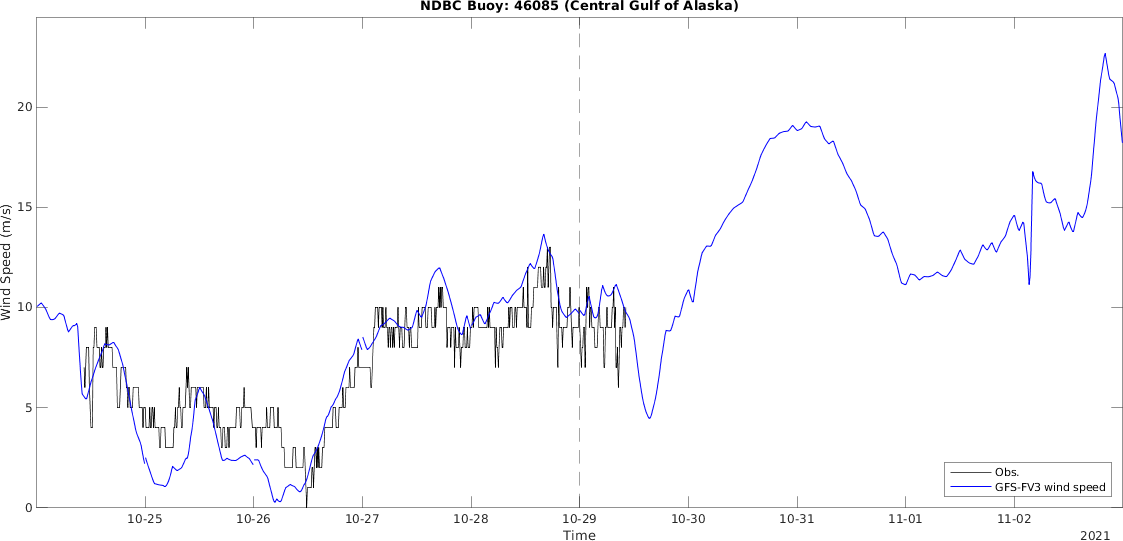 NDBC Buoy: 46085 (Central Gulf of Alaska)
Wind Speed (m/s)
20
15
10
5
0
10-25 10-26 10-27 10-28 10-29 10-30 10-31 11-01 11-02
Time
2021
Obs.
GFS-FV3 wind speed